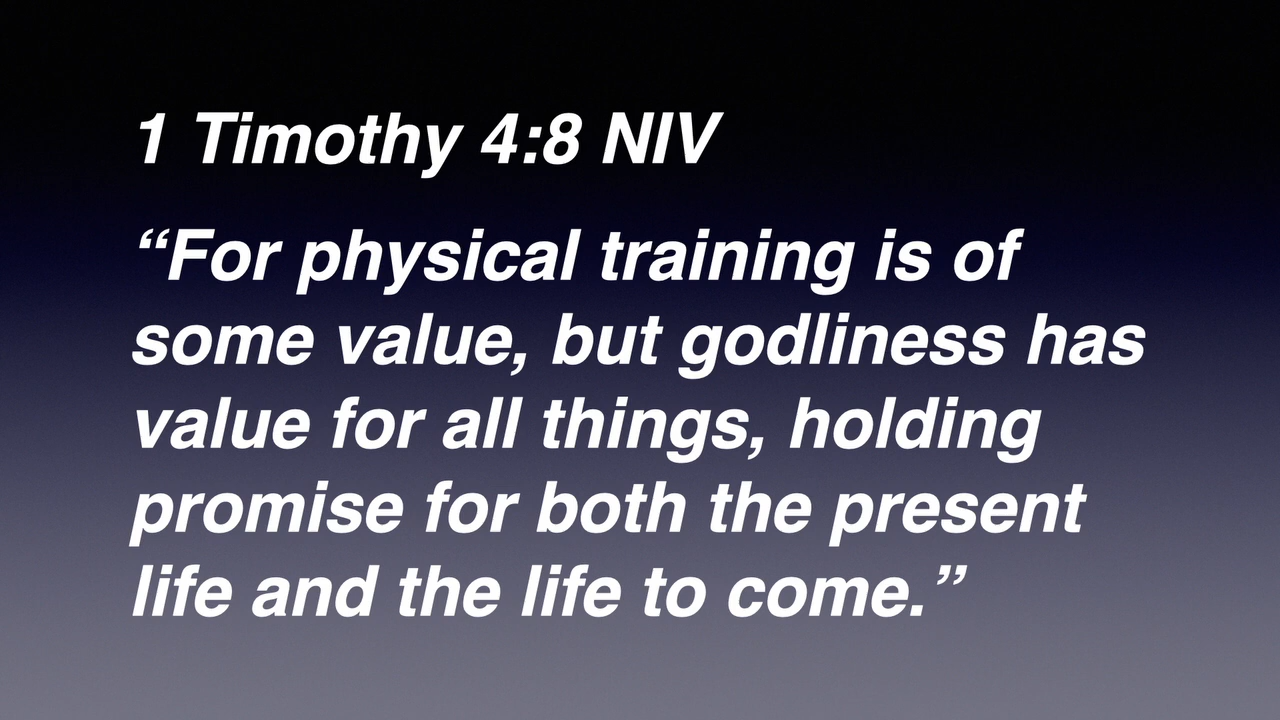 1 Timothy 4:8 NIV
“For physical training is of
some value, but godliness has
value for all things, holding
promise for both the present
life and the life to come.”